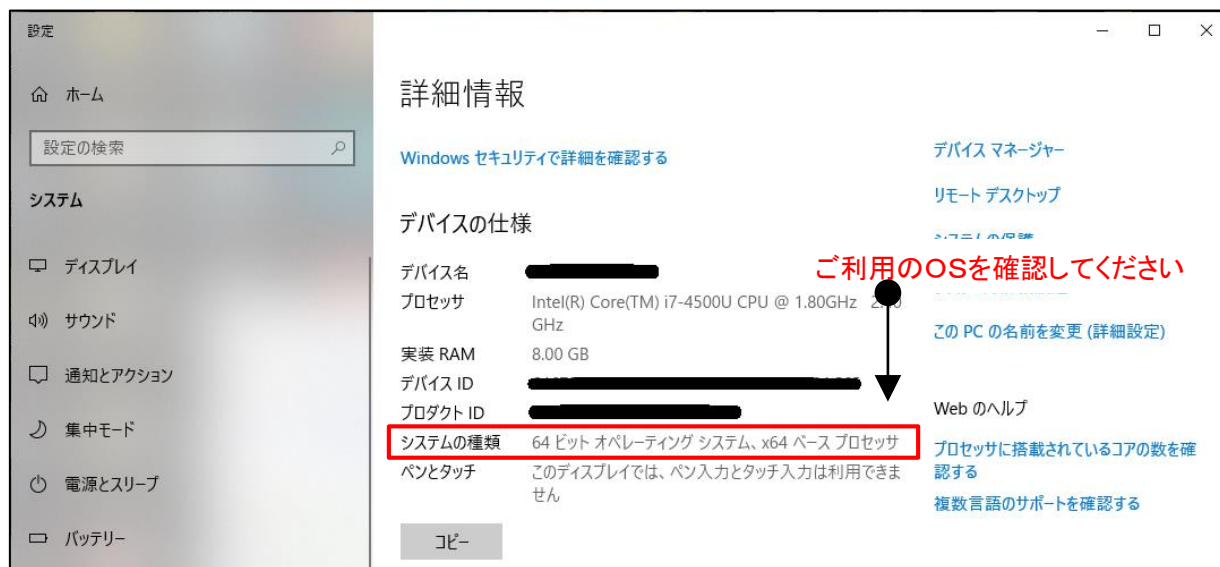 設定
ホーム
設定の検索
システム
ディスプレイ
サウンド
通知とアクション
集中モード
電源とスリープ
バッテリー
詳細情報
Windows セキュリティで詳細を確認する
デバイスの仕様
デバイス名
プロセッサ Intel(R) Core(TM) i7-4500U CPU @ 1.80GHz
GHz
実装 RAM 8.00 GB
デバイス ID
プロダクト ID
システムの種類 64 ビット オペレーティング システム、x64 ベース プロセッサ
ペンとタッチ このディスプレイでは、ペン入力とタッチ入力は利用できま
せん
コピー
デバイス マネージャー
リモート デスクトップ
ご利用のOSを確認してください
この PC の名前を変更 (詳細設定)
Web のヘルプ
プロセッサに搭載されているコアの数を確
認する
複数言語のサポートを確認する